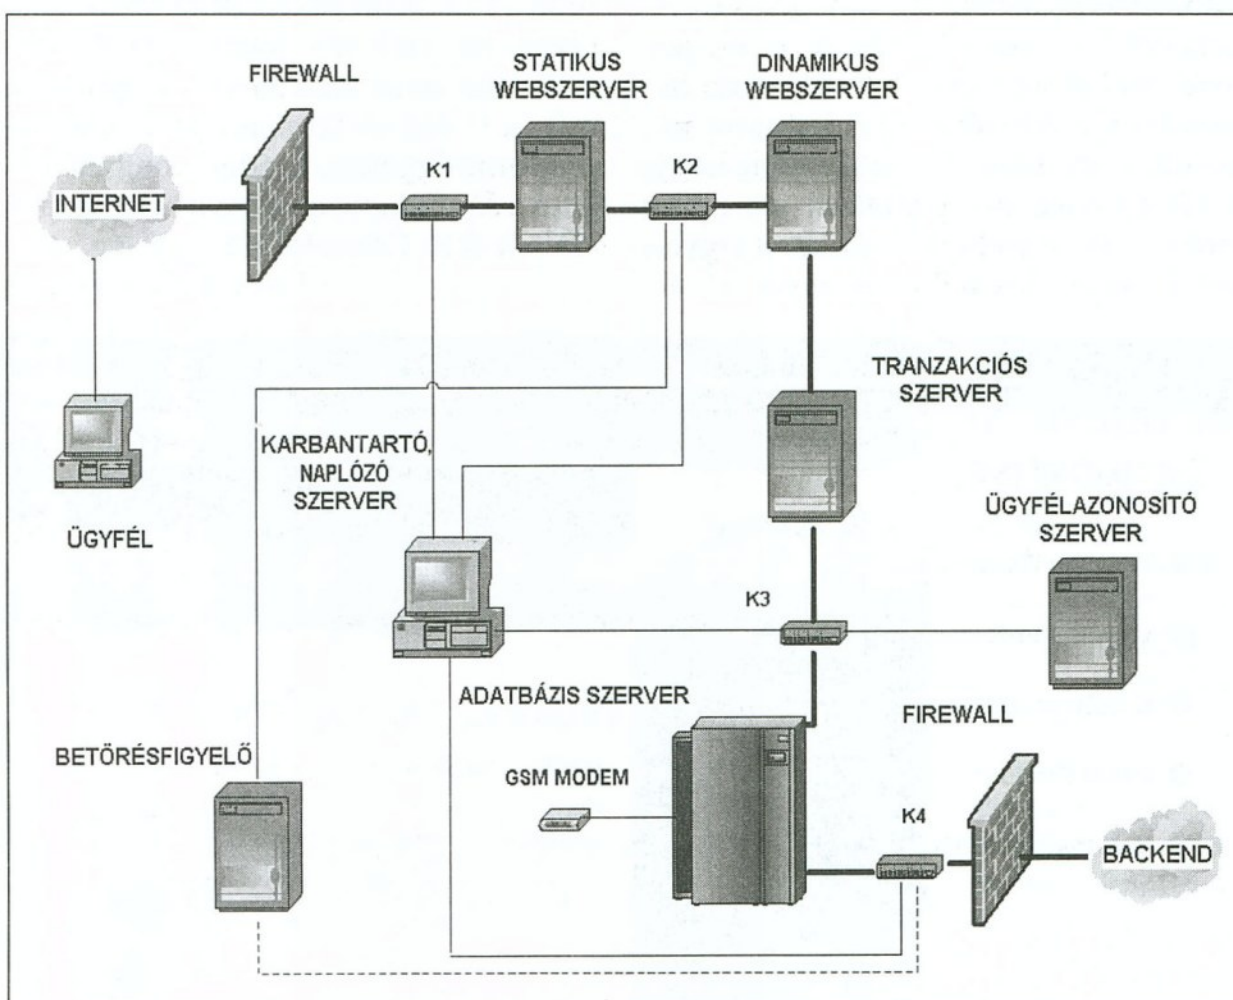 FIREWALL
STATIKUS
WEBSZERVER
DINAMIKUS
WEBSZERVER
K1
K2
INTERNET
TRANZAKCIÓS
SZERVER
KARBANTARTÓ,
NAPLÓZÓ
SZERVER
ÜGYFÉL
ÜGYFÉLAZONOSÍTÓ
SZERVER
K3
ADATBÁZIS SZERVER
FIREWALL
BETÖRÉSFIGYELŐ
GSM MODEM
K4
BACKEND